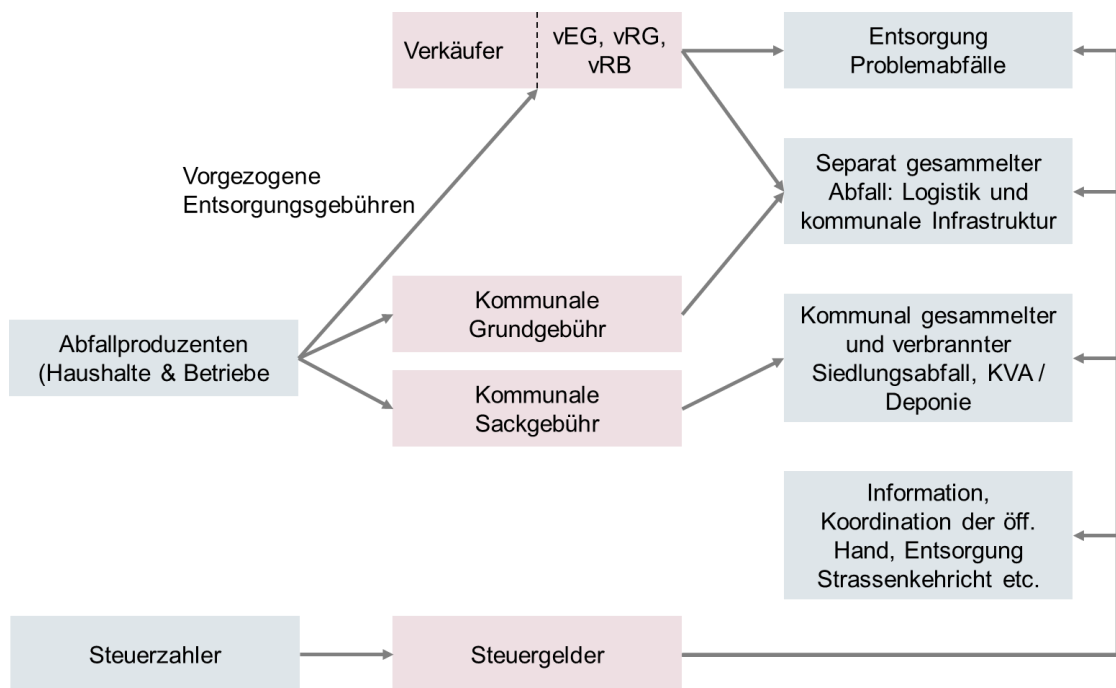 Verkäufer
vEG, vRG,
vRB
Entsorgung
Problemabfälle
Vorgezogene
Entsorgungsgebühren
Separat gesammelter
Abfall: Logistik und
kommunale Infrastruktur
Abfallproduzenten
(Haushalte & Betriebe
Kommunale
Grundgebühr
Kommunale
Sackgebühr
Kommunal gesammelter
und verbrannter
Siedlungsabfall, KVA /
Deponie
Information,
Koordination der öff.
Hand, Entsorgung
Strassenkehricht etc.
Steuerzahler
Steuergelder